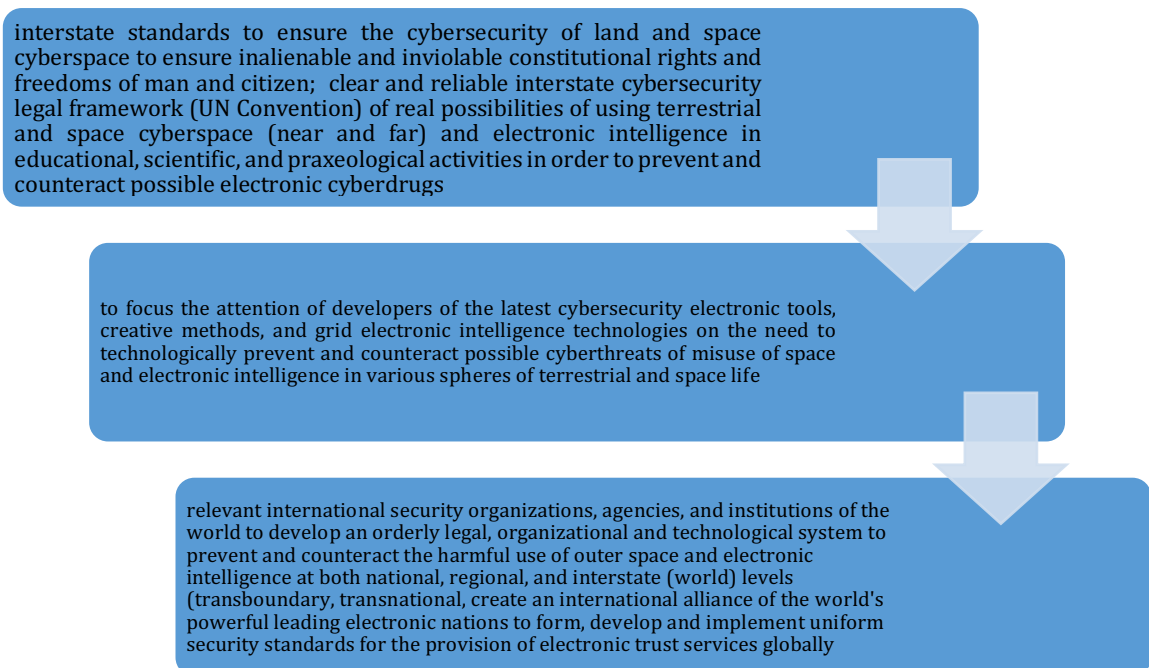 interstate standards to ensure the cybersecurity of land and space
cyberspace to ensure inalienable and inviolable constitutional rights and
freedoms of man and citizen; clear and reliable interstate cybersecurity
legal framework (UN Convention) of real possibilities of using terrestrial
and space cyberspace (near and far) and electronic intelligence in
educational, scientific, and praxeological activities in order to prevent and
counteract possible electronic cyberdrugs
to focus the attention of developers of the latest cybersecurity electronic tools,
creative methods, and grid electronic intelligence technologies on the need to
technologically prevent and counteract possible cyberthreats of misuse of space
and electronic intelligence in various spheres of terrestrial and space life
relevant international security organizations, agencies, and institutions of the
world to develop an orderly legal, organizational and technological system to
prevent and counteract the harmful use of outer space and electronic
intelligence at both national, regional, and interstate (world) levels
(transboundary, transnational, create an international alliance of the world's
powerful leading electronic nations to form, develop and implement uniform
security standards for the provision of electronic trust services globally